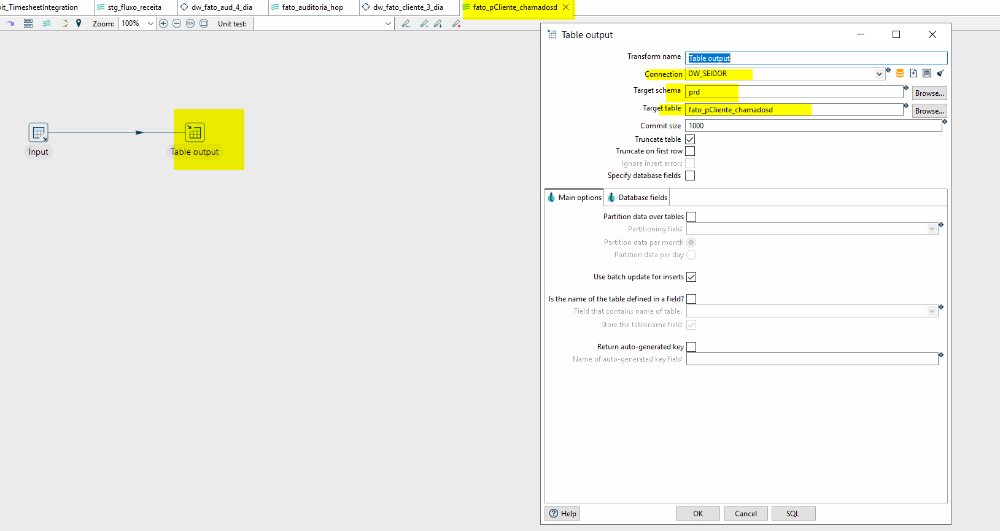 bit_TimesheetIntegration
stg_fluxo_receita
dw_fato_aud_4_dia
fato_auditoria_hop
dw_fato_cliente_3_dia
fato_pCliente_chamadosd
Zoom: 100%
100%
Unit test:
Input
Table output
Table output
Transform name Table output
Connection DW_SEIDOR
Target schema prd Browse...
Target table fato_pCliente_chamadosd Browse...
Commit size 1000
Truncate table
Truncate on first row
Ignore insert errors
Specify database fields
Main options Database fields
Partition data over tables
Partitioning field
Partition data per month
Partition data per day
Use batch update for inserts
Is the name of the table defined in a field?
Field that contains name of table:
Store the tablename field
Return auto-generated key
Name of auto-generated key field
Help OK Cancel SQL